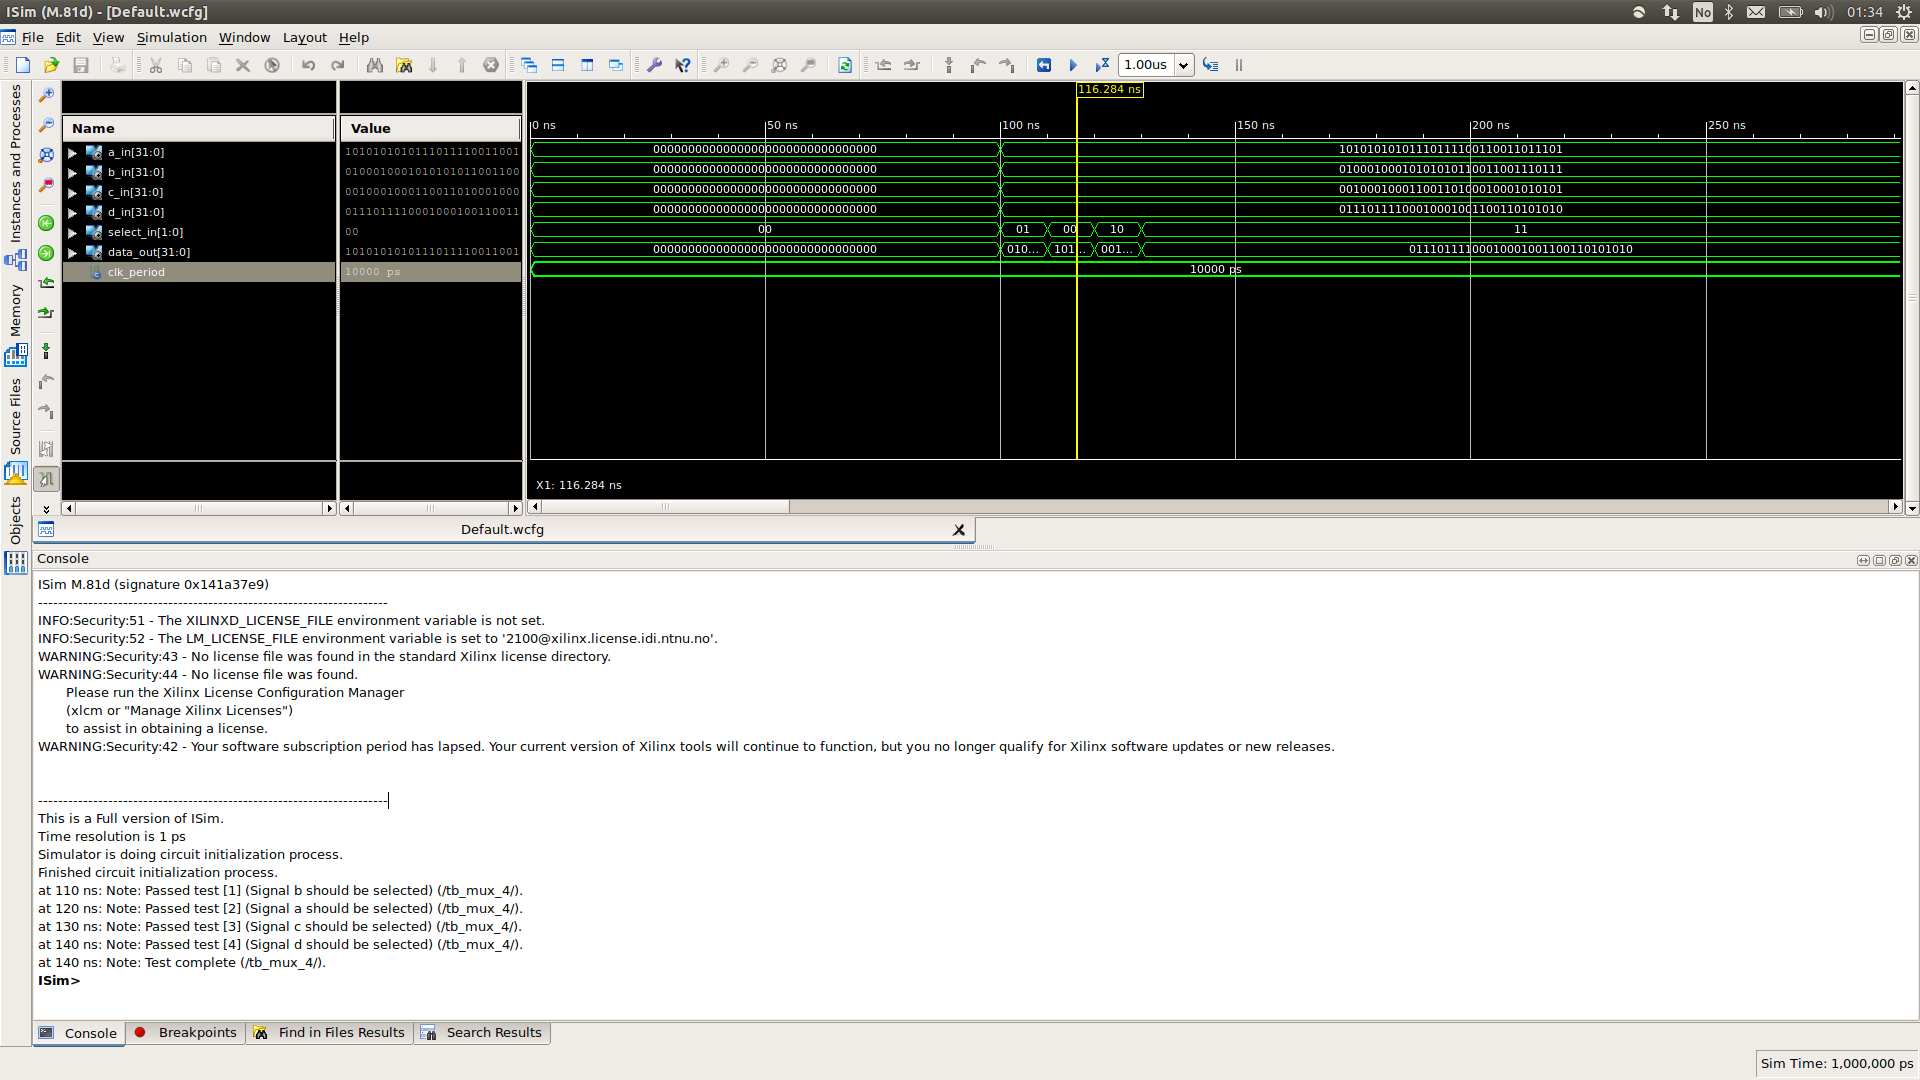 ISim (M.81d) - [Default.wcfg]
No
01:34
File Edit View Simulation Window Layout Help
1.00us
Instances and Processes
Memory
Source Files
Objects
Name
Value
116.284 ns
0 ns 50 ns 100 ns 150 ns 200 ns 250 ns
a_in[31:0] 1010101010111011110011001 00000000000000000000000000000000 10101010101110111100110011011101
b_in[31:0] 0100010001010101011001100 00000000000000000000000000000000 01000100010101010110011001110111
c_in[31:0] 0010001000110011010001000 00000000000000000000000000000000 00100010001100110100010001010101
d_in[31:0] 0111011110001000100110011 00000000000000000000000000000000 01110111100010001001100110101010
select_in[1:0] 00 00 01 00 10 11
data_out[31:0] 1010101010111011110011001 00000000000000000000000000000000 010... 101... 001... 01110111100010001001100110101010
clk_period 10000 ps 10000 ps
X1: 116.284 ns
Default.wcfg
Console
ISim M.81d (signature 0x141a37e9)
----------------------------------------------------------------------
INFO:Security:51 - The XILINXD_LICENSE_FILE environment variable is not set.
INFO:Security:52 - The LM_LICENSE_FILE environment variable is set to '2100@xilinx.license.idi.ntnu.no'.
WARNING:Security:43 - No license file was found in the standard Xilinx license directory.
WARNING:Security:44 - No license file was found.
Please run the Xilinx License Configuration Manager
(xlcm or "Manage Xilinx Licenses")
to assist in obtaining a license.
WARNING:Security:42 - Your software subscription period has lapsed. Your current version of Xilinx tools will continue to function, but you no longer qualify for Xilinx software updates or new releases.
----------------------------------------------------------------------
This is a Full version of ISim.
Time resolution is 1 ps
Simulator is doing circuit initialization process.
Finished circuit initialization process.
at 110 ns: Note: Passed test [1] (Signal b should be selected) (/tb_mux_4/).
at 120 ns: Note: Passed test [2] (Signal a should be selected) (/tb_mux_4/).
at 130 ns: Note: Passed test [3] (Signal c should be selected) (/tb_mux_4/).
at 140 ns: Note: Passed test [4] (Signal d should be selected) (/tb_mux_4/).
at 140 ns: Note: Test complete (/tb_mux_4/).
ISim>
Console Breakpoints Find in Files Results Search Results
Sim Time: 1,000,000 ps